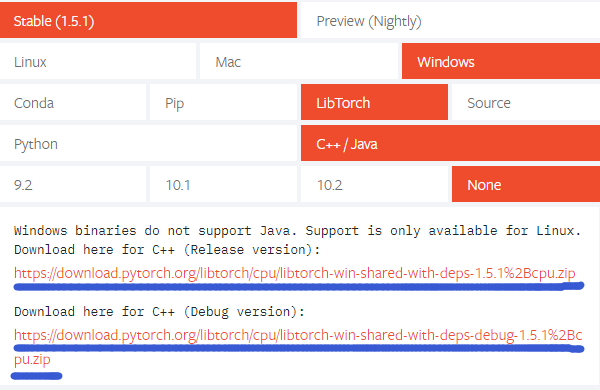 Stable (1.5.1) Preview (Nightly)
Linux Mac Windows
Conda Pip LibTorch Source
Python C++ / Java
9.2 10.1 10.2 None
Windows binaries do not support Java. Support is only available for Linux.
Download here for C++ (Release version):
https://download.pytorch.org/libtorch/cpu/libtorch-win-shared-with-deps-1.5.1%2Bcpu.zip
Download here for C++ (Debug version):
https://download.pytorch.org/libtorch/cpu/libtorch-win-shared-with-deps-debug-1.5.1%2Bc
pu.zip